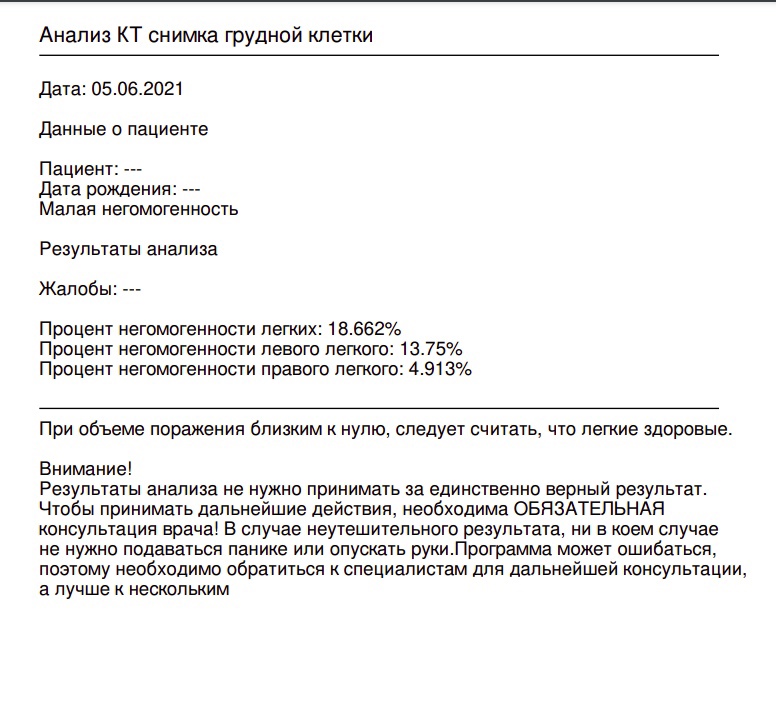 Анализ КТ снимка грудной клетки
Дата: 05.06.2021
Данные о пациенте
Пациент: ---
Дата рождения: ---
Малая негомогенность
Результаты анализа
Жалобы: ---
Процент негомогенности легких: 18.662%
Процент негомогенности левого легкого: 13.75%
Процент негомогенности правого легкого: 4.913%
При объеме поражения близким к нулю, следует считать, что легкие здоровые.
Внимание!
Результаты анализа не нужно принимать за единственно верный результат.
Чтобы принимать дальнейшие действия, необходима ОБЯЗАТЕЛЬНАЯ
консультация врача! В случае неутешительного результата, ни в коем случае
не нужно подаваться панике или опускать руки.Программа может ошибаться,
поэтому необходимо обратиться к специалистам для дальнейшей консультации,
а лучше к нескольким